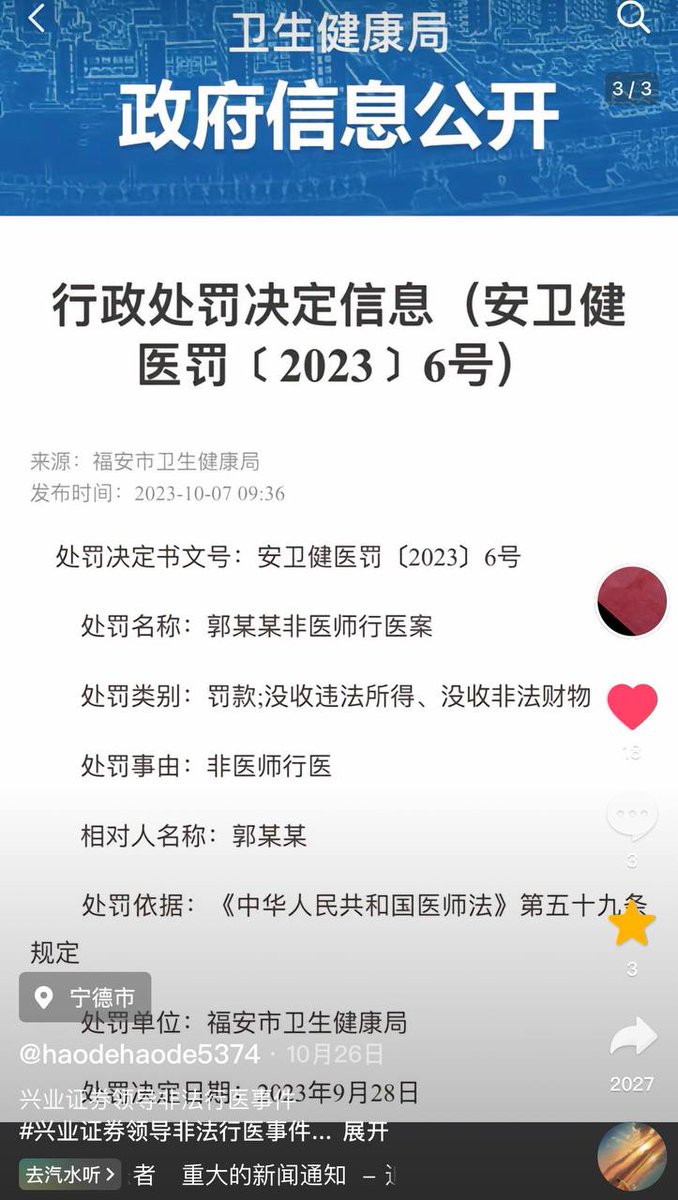 卫生健康局
政府信息公开
3/3
行政处罚决定信息（安卫健
医罚〔2023〕6号）
来源：福安市卫生健康局
发布时间：2023-10-07 09:36
处罚决定书文号：安卫健医罚〔2023〕6号
处罚名称：郭某某非医师行医案
处罚类别：罚款;没收违法所得、没收非法财物
处罚事由：非医师行医
18
相对人名称：郭某某
3
处罚依据：《中华人民共和国医师法》第五十九条
规定
3
宁德市
处罚单位：福安市卫生健康局
@haodehaode5374 · 10月26日
2027
处罚决定日期：2023年9月28日
兴业证券领导非法行医事件
#兴业证券领导非法行医事件... 展开
去汽水听 >
者 重大的新闻通知 –